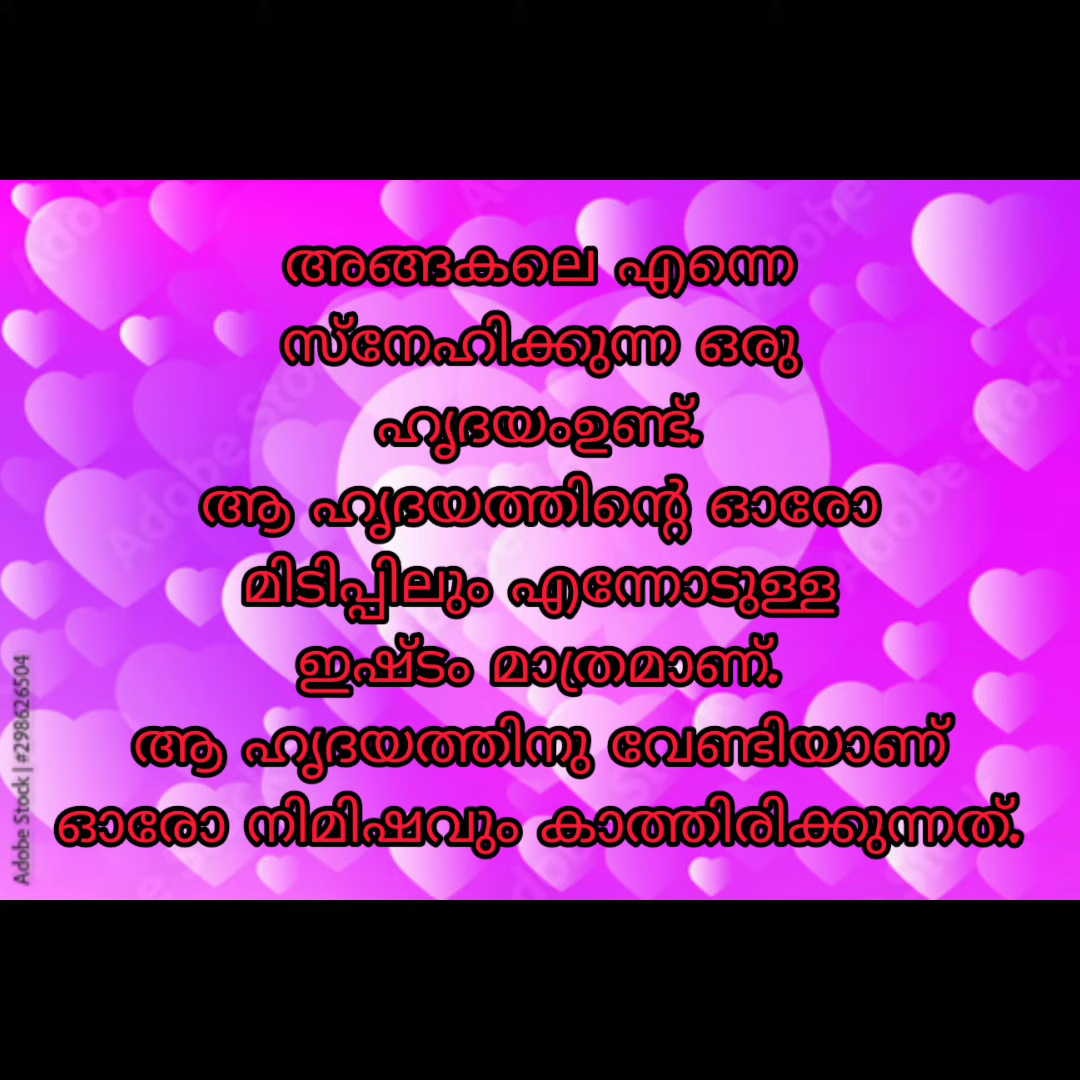 അങ്ങകലെ എന്നെ
സ്നേഹിക്കുന്ന ഒരു
ഹൃദയംഉണ്ട്.
ആ ഹൃദയത്തിന്റെ ഓരോ
മിടിപ്പിലും എന്നോടുള്ള
ഇഷ്ടം മാത്രമാണ്.
ആ ഹൃദയത്തിനു വേണ്ടിയാണ്
ഓരോ നിമിഷവും കാത്തിരിക്കുന്നത്.
Adobe Stock | #298626504